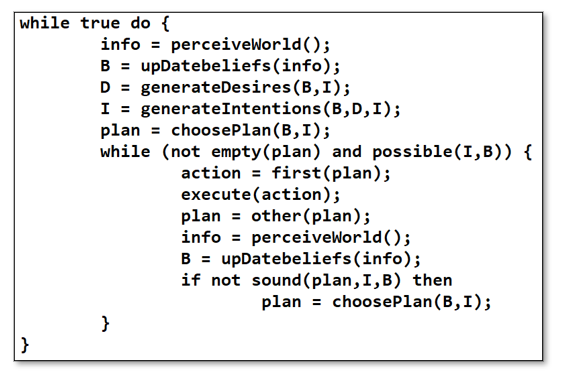 while true do {
info = perceiveWorld();
B = upDatebeliefs(info);
D = generateDesires(B,I);
I = generateIntentions(B,D,I);
plan = choosePlan(B,I);
while (not empty(plan) and possible(I,B)) {
action = first(plan);
execute(action);
plan = other(plan);
info = perceiveWorld();
B = upDatebeliefs(info);
if not sound(plan,I,B) then
plan = choosePlan(B,I);
}
}